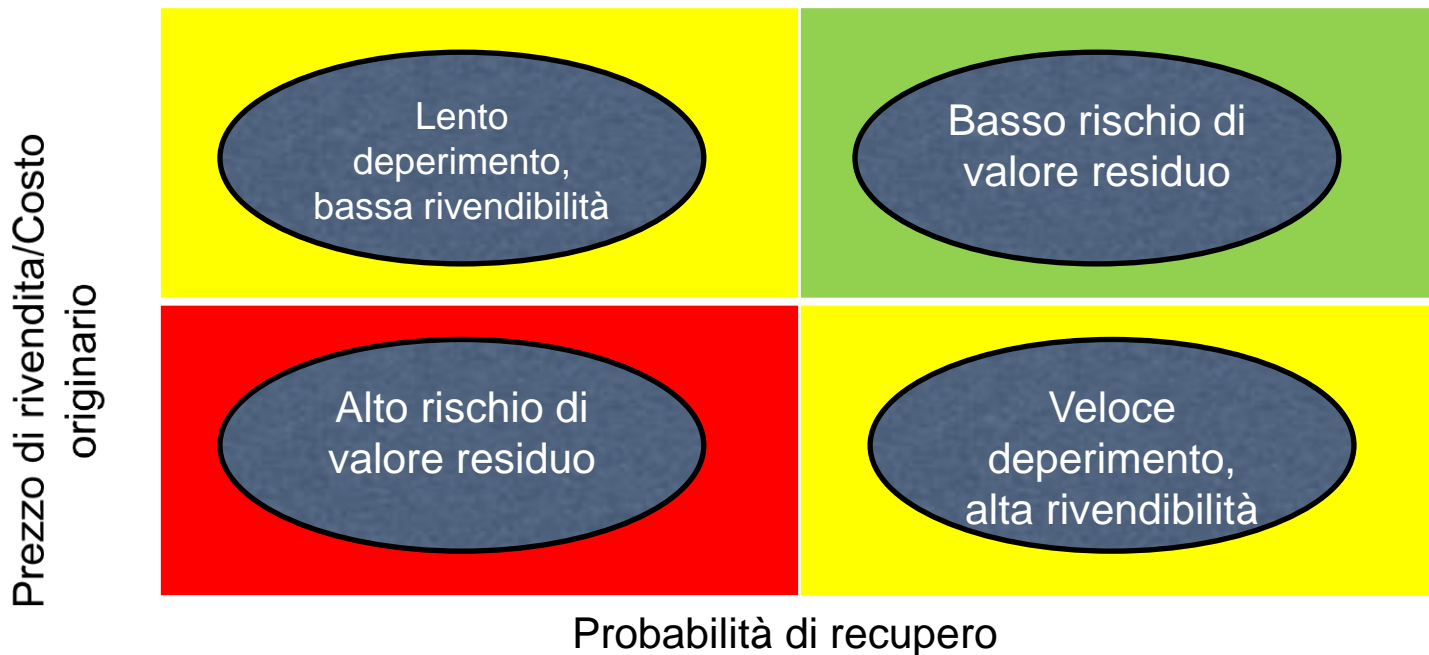 Prezzo di rivendita/Costo
originario
Lento
deperimento,
bassa rivendibilità
Basso rischio di
valore residuo
Alto rischio di
valore residuo
Veloce
deperimento,
alta rivendibilità
Probabilità di recupero